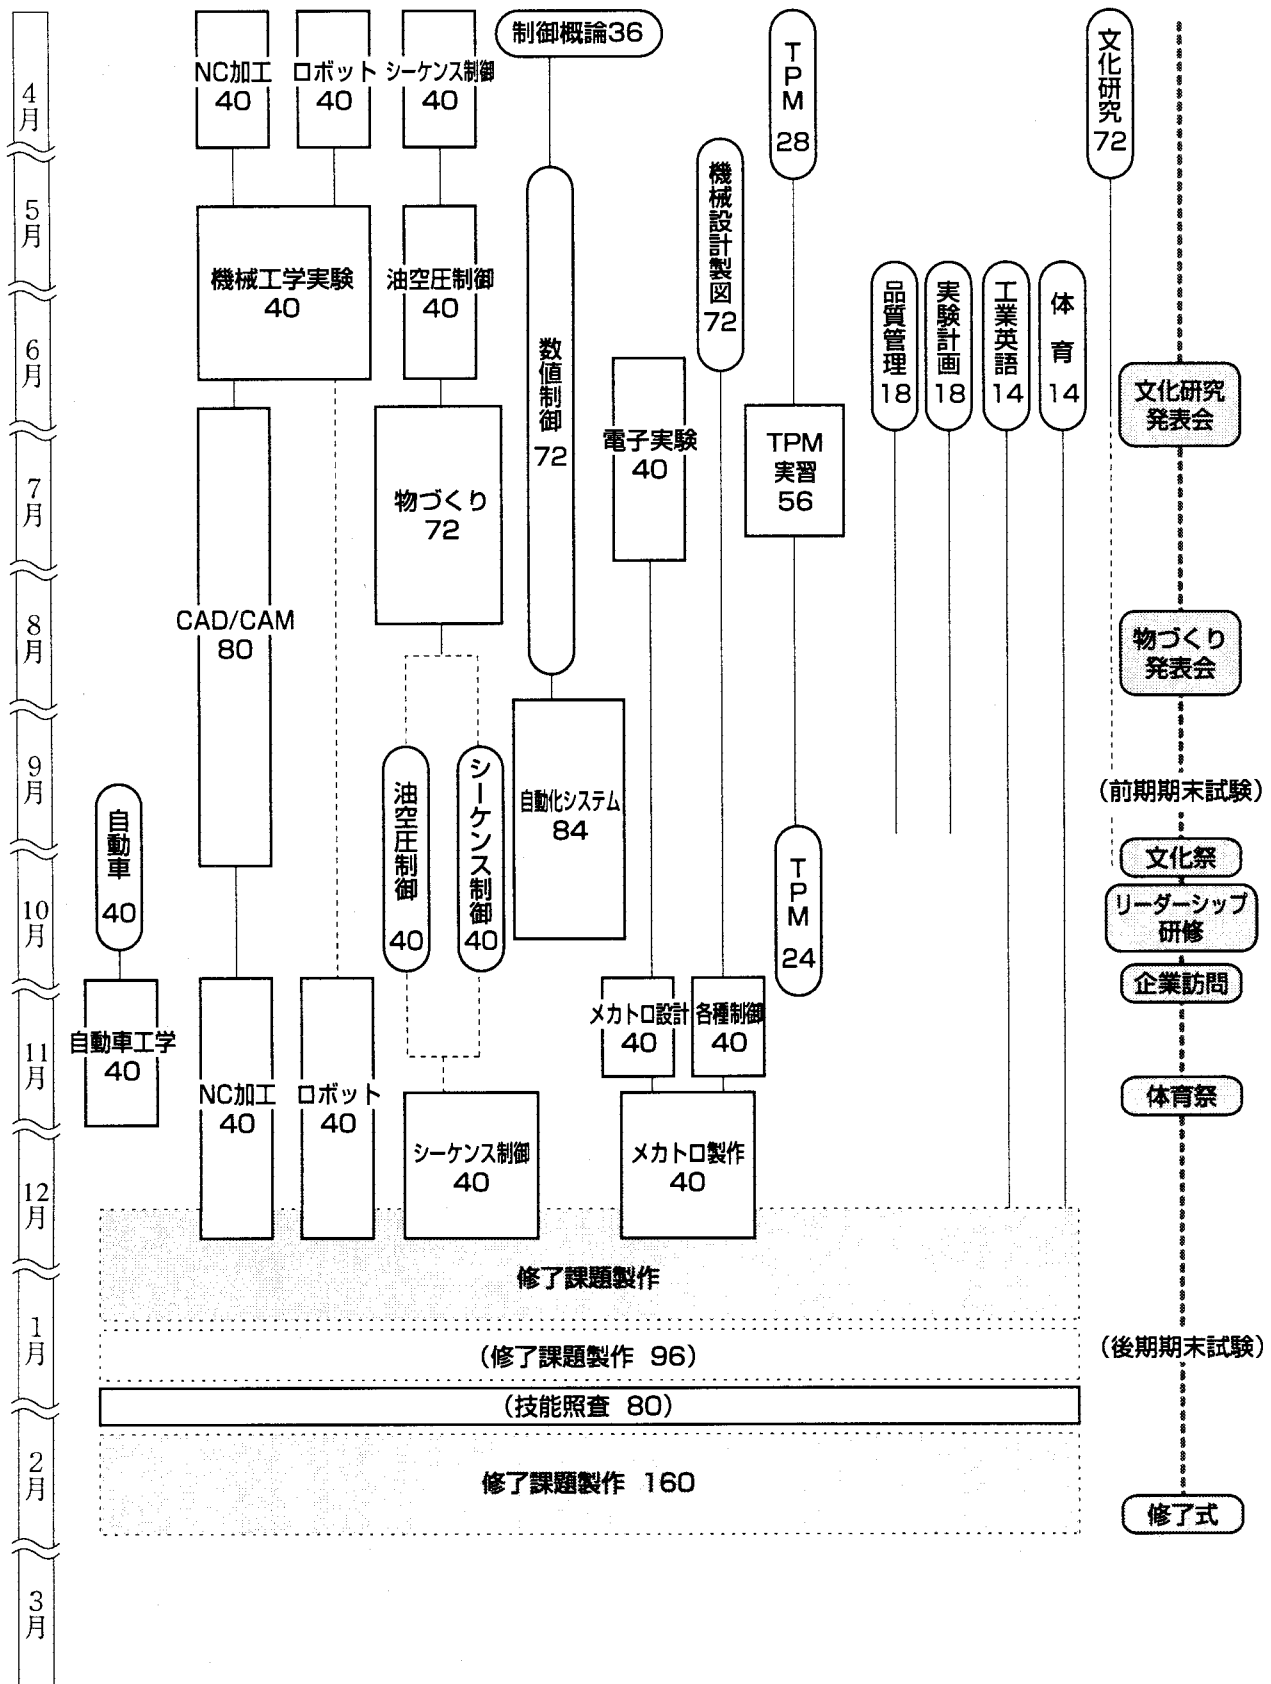 4月
5月
6月
7月
8月
9月
10月
11月
12月
1月
2月
3月
NC加工
40
ロボット
40
シーケンス制御
40
制御概論36
TPM
28
文化研究
72
機械工学実験
40
油空圧制御
40
数値制御
72
機械設計製図
72
品質管理
18
実験計画
18
工業英語
14
体育
14
CAD/CAM
80
物づくり
72
電子実験
40
TPM
実習
56
文化研究
発表会
物づくり
発表会
自動車
40
油空圧制御
40
シーケンス制御
40
自動化システム
84
TPM
24
(前期期末試験)
文化祭
リーダーシップ
研修
企業訪問
自動車工学
40
NC加工
40
ロボット
40
シーケンス制御
40
メカトロ設計
40
各種制御
40
メカトロ製作
40
体育祭
修了課題製作
(修了課題製作 96)
(後期期末試験)
(技能照査 80)
修了課題製作 160
修了式